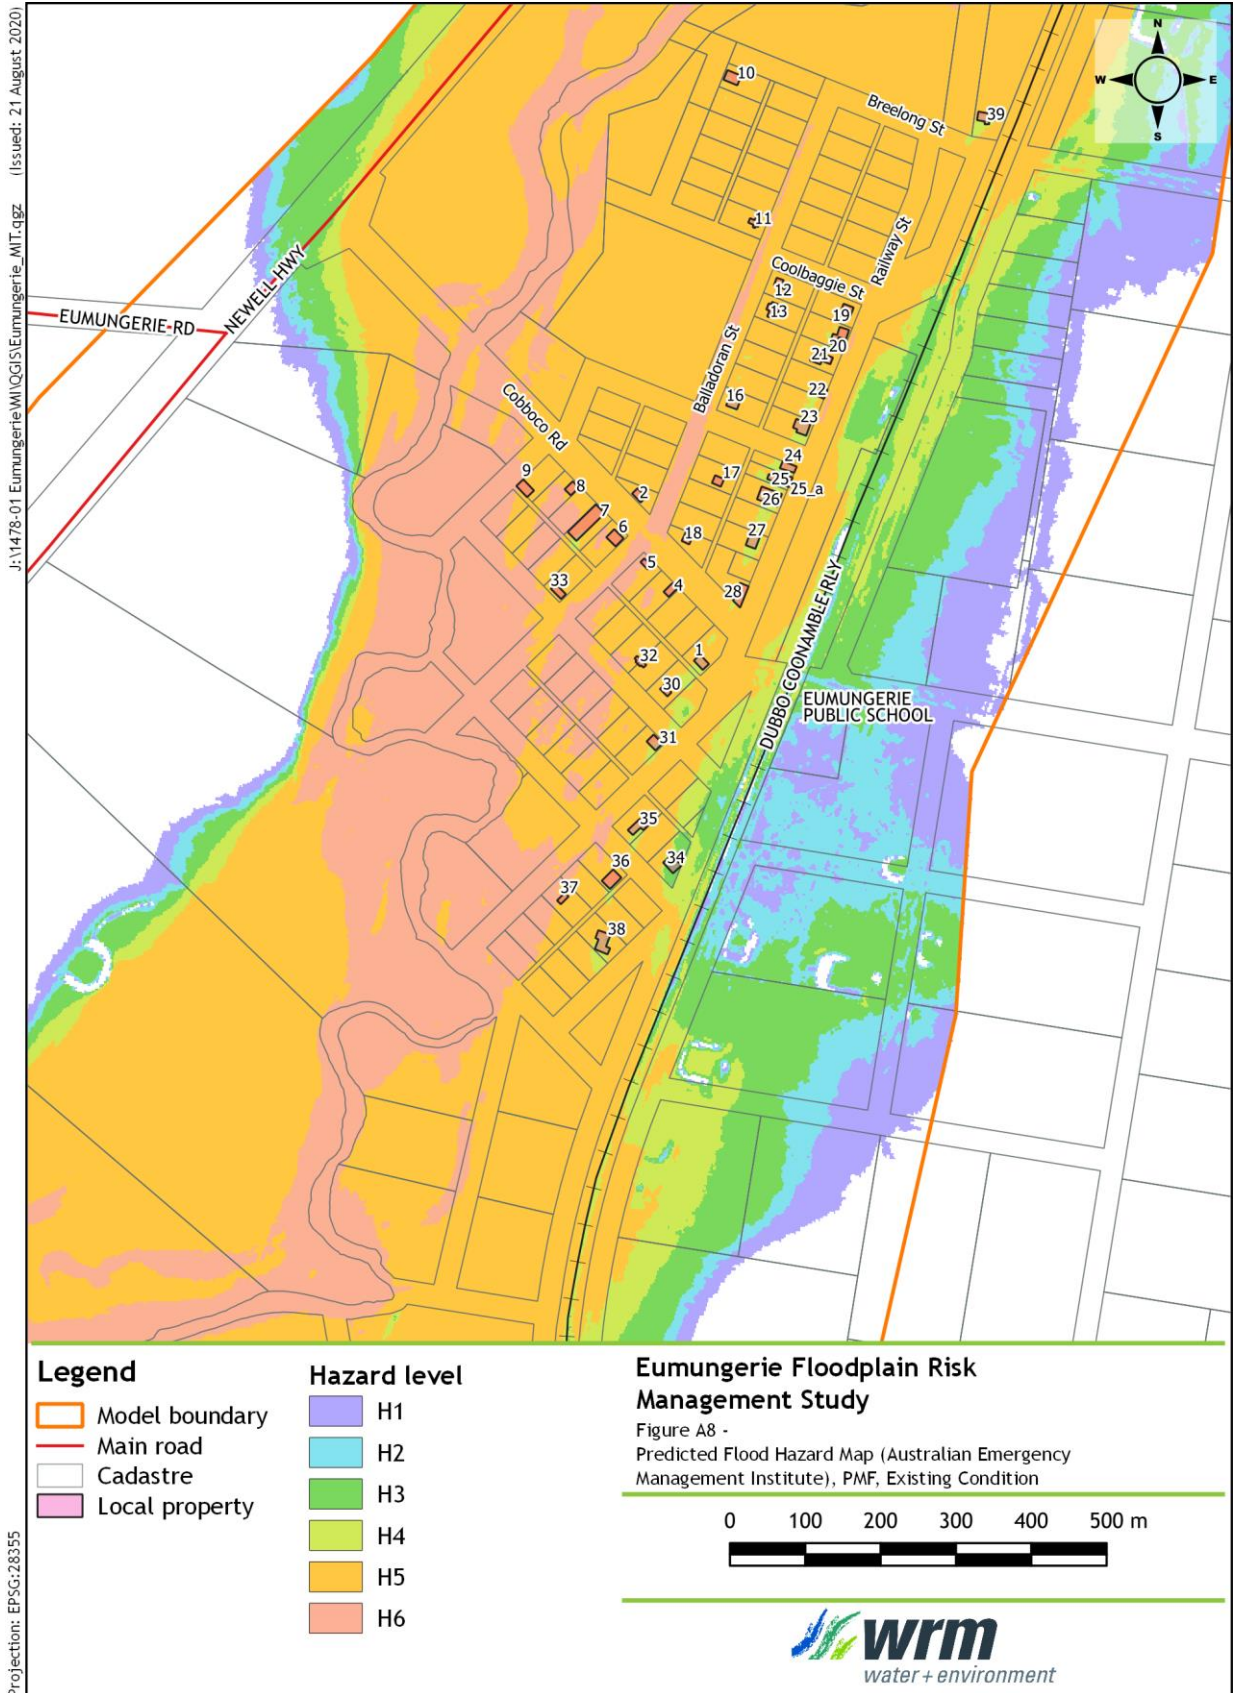 J:\1478-01 Eumungerie\WI\QGIS\Eumungerie_MIT.qgz (Issued: 21 August 2020)
Projection: EPSG:28355
N
W
E
S
10
39
Breelong St
11
Railway St
Coolbaggie St
12
13
19
20
21
22
NEWELL HWY
EUMUNGERIE RD
Balladoran St
16
23
Cobboco Rd
24
9
8
17
25
25_a
2
26
7
6
18
27
5
33
4
28
32
1
30
DUBBO COONAMBLE RLY
EUMUNGERIE
PUBLIC SCHOOL
31
35
34
36
37
38
Legend
Model boundary
Main road
Cadastre
Local property
Hazard level
H1
H2
H3
H4
H5
H6
Eumungerie Floodplain Risk
Management Study
Figure A8 -
Predicted Flood Hazard Map (Australian Emergency
Management Institute), PMF, Existing Condition
0 100 200 300 400 500 m
wrm
water + environment